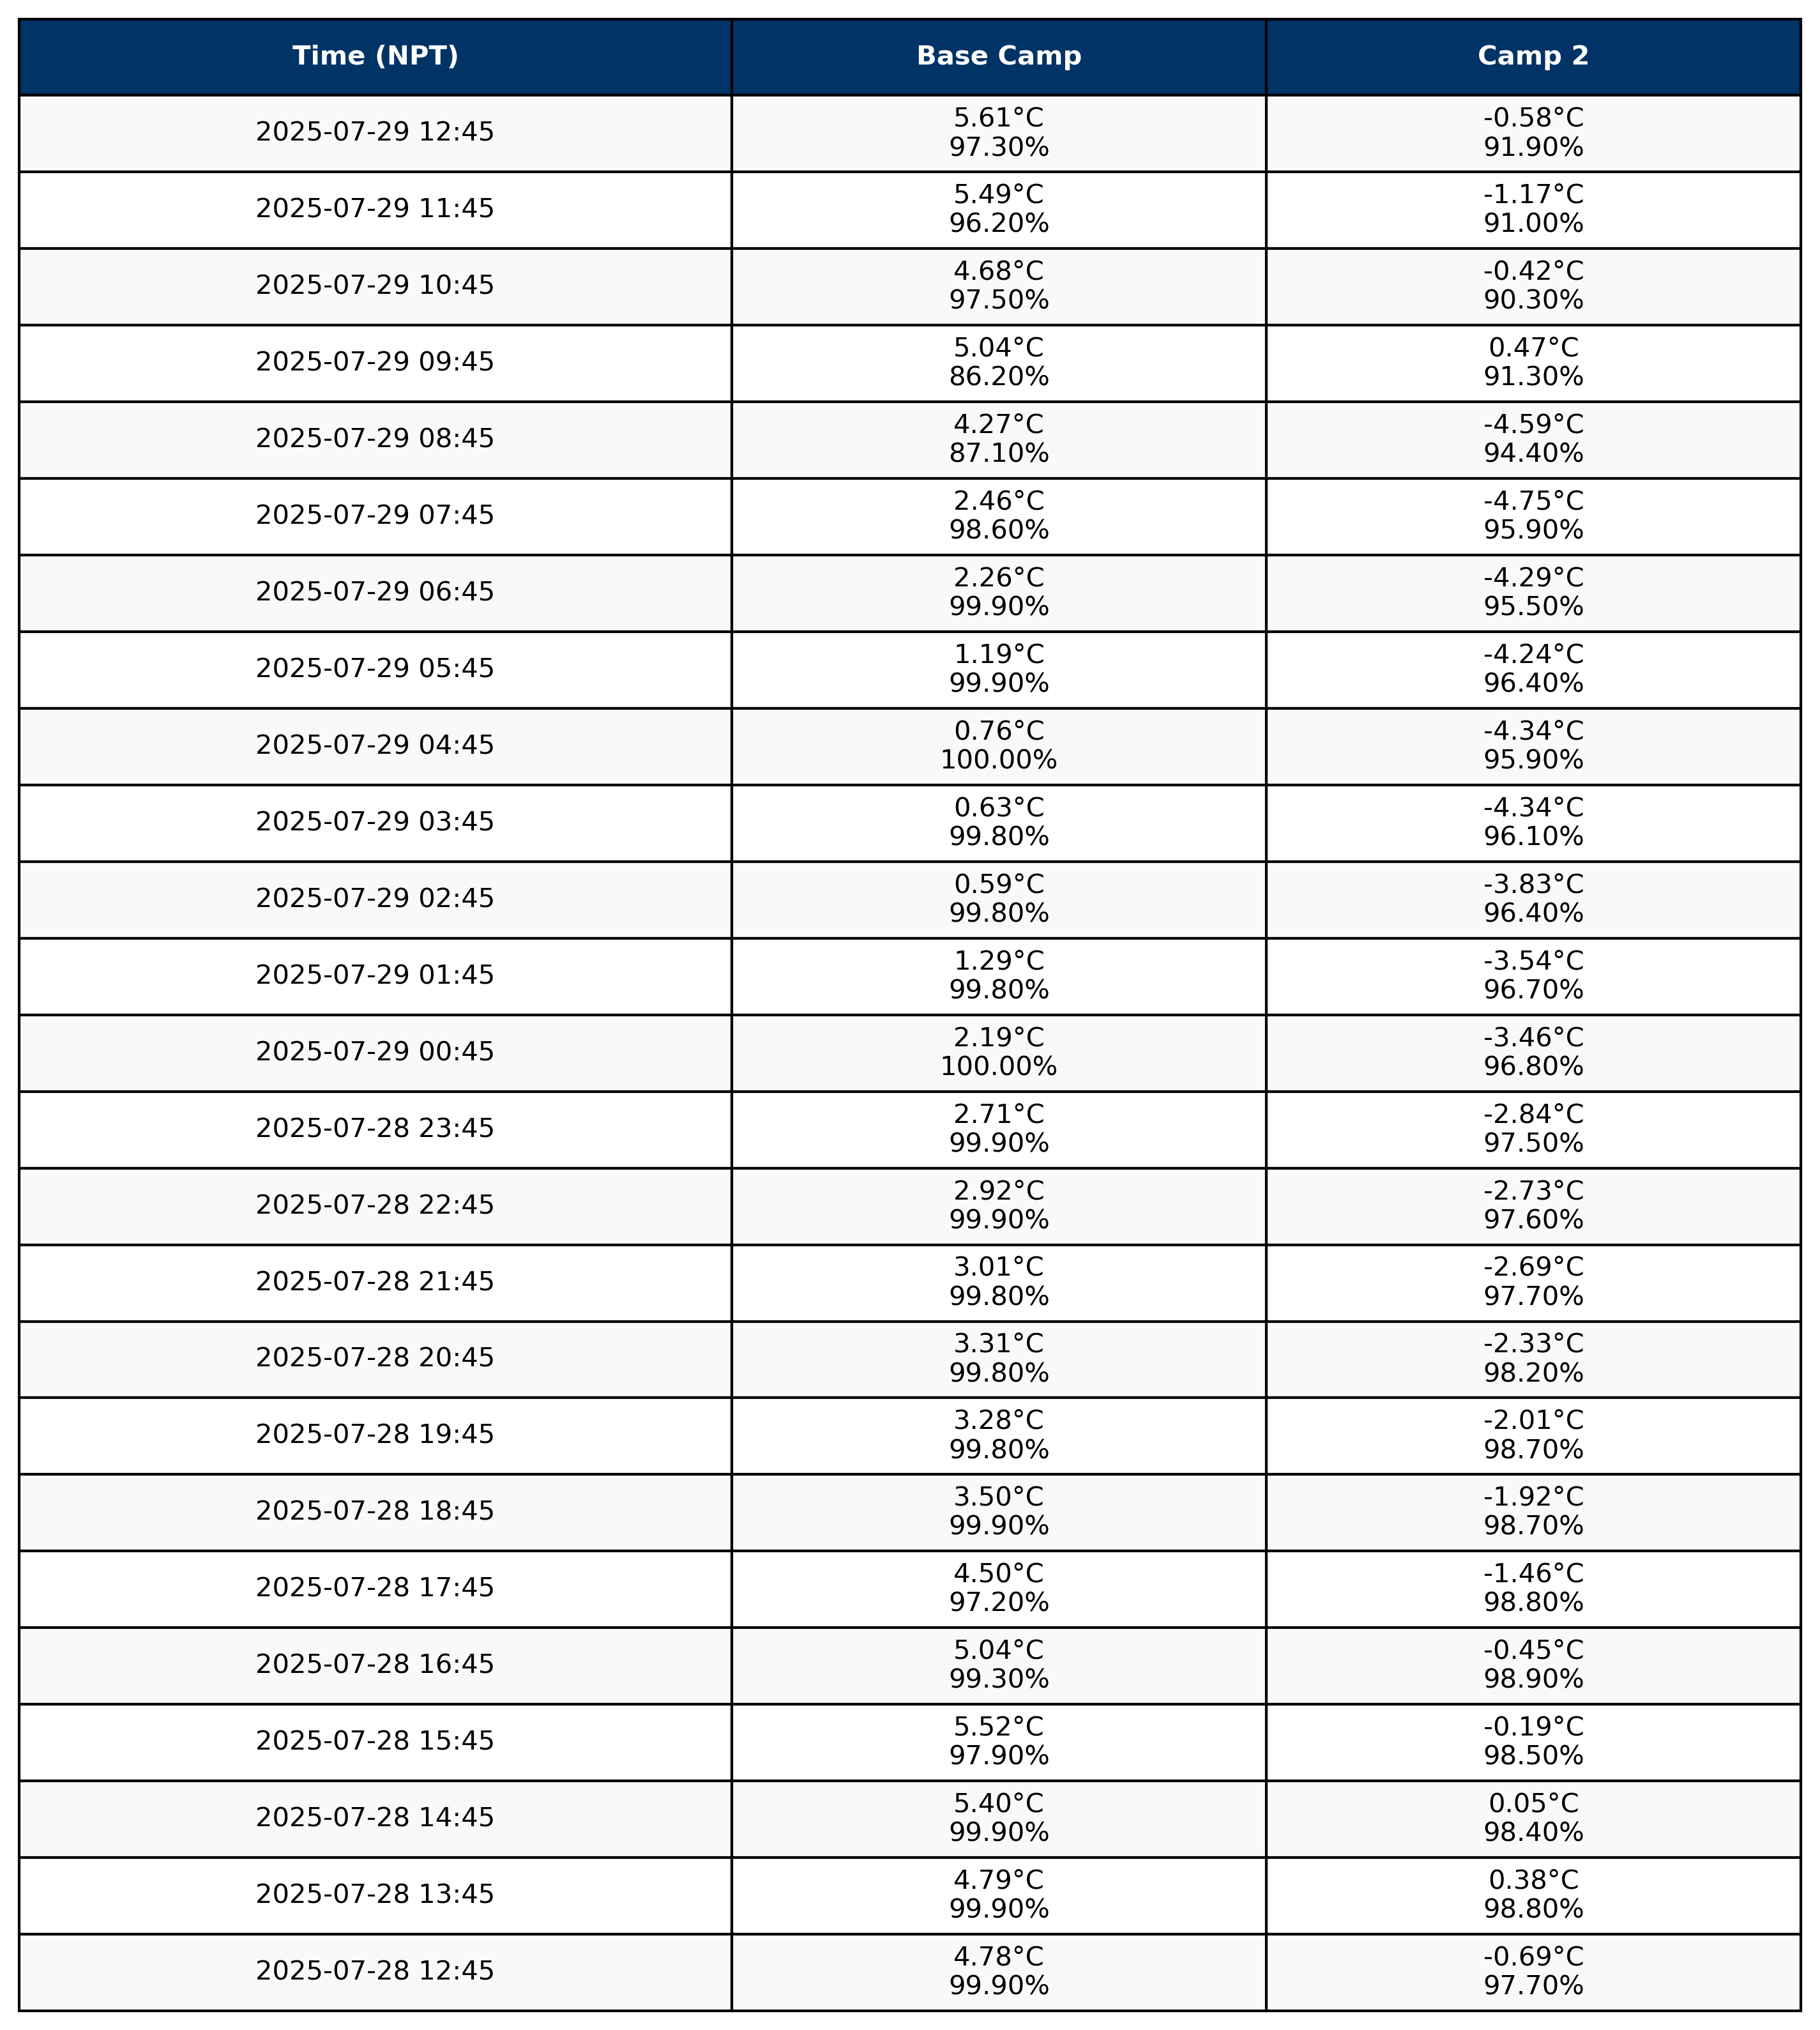 Time (NPT) Base Camp Camp 2
2025-07-29 12:45 5.61°C -0.58°C
97.30% 91.90%
2025-07-29 11:45 5.49°C -1.17°C
96.20% 91.00%
2025-07-29 10:45 4.68°C -0.42°C
97.50% 90.30%
2025-07-29 09:45 5.04°C 0.47°C
86.20% 91.30%
2025-07-29 08:45 4.27°C -4.59°C
87.10% 94.40%
2025-07-29 07:45 2.46°C -4.75°C
98.60% 95.90%
2025-07-29 06:45 2.26°C -4.29°C
99.90% 95.50%
2025-07-29 05:45 1.19°C -4.24°C
99.90% 96.40%
2025-07-29 04:45 0.76°C -4.34°C
100.00% 95.90%
2025-07-29 03:45 0.63°C -4.34°C
99.80% 96.10%
2025-07-29 02:45 0.59°C -3.83°C
99.80% 96.40%
2025-07-29 01:45 1.29°C -3.54°C
99.80% 96.70%
2025-07-29 00:45 2.19°C -3.46°C
100.00% 96.80%
2025-07-28 23:45 2.71°C -2.84°C
99.90% 97.50%
2025-07-28 22:45 2.92°C -2.73°C
99.90% 97.60%
2025-07-28 21:45 3.01°C -2.69°C
99.80% 97.70%
2025-07-28 20:45 3.31°C -2.33°C
99.80% 98.20%
2025-07-28 19:45 3.28°C -2.01°C
99.80% 98.70%
2025-07-28 18:45 3.50°C -1.92°C
99.90% 98.70%
2025-07-28 17:45 4.50°C -1.46°C
97.20% 98.80%
2025-07-28 16:45 5.04°C -0.45°C
99.30% 98.90%
2025-07-28 15:45 5.52°C -0.19°C
97.90% 98.50%
2025-07-28 14:45 5.40°C 0.05°C
99.90% 98.40%
2025-07-28 13:45 4.79°C 0.38°C
99.90% 98.80%
2025-07-28 12:45 4.78°C -0.69°C
99.90% 97.70%